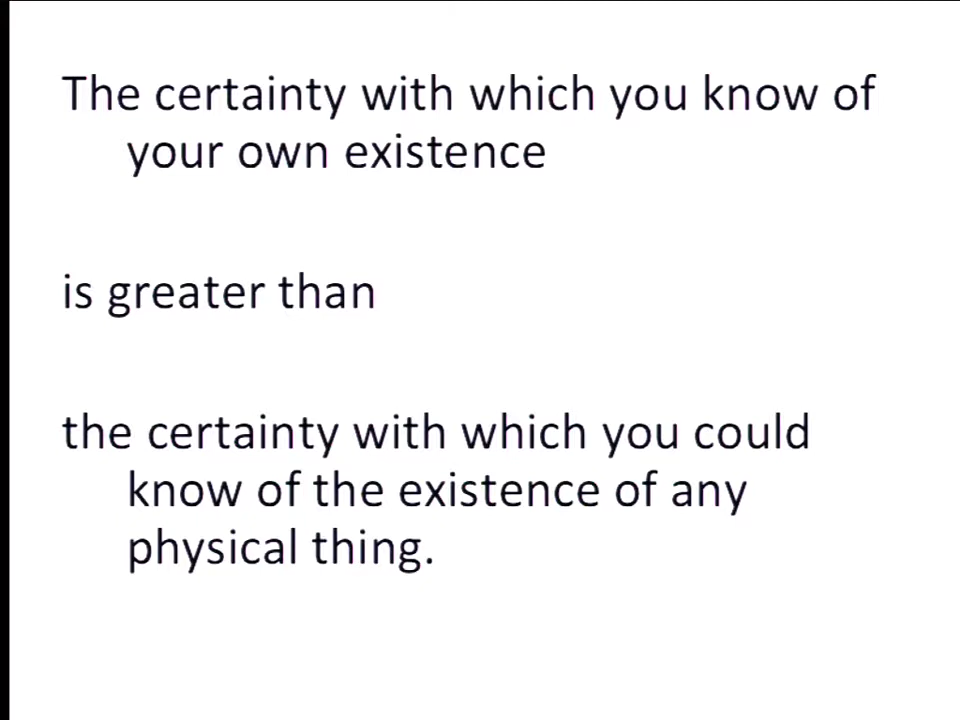 The certainty with which you know of
your own existence
is greater than
the certainty with which you could
know of the existence of any
physical thing.